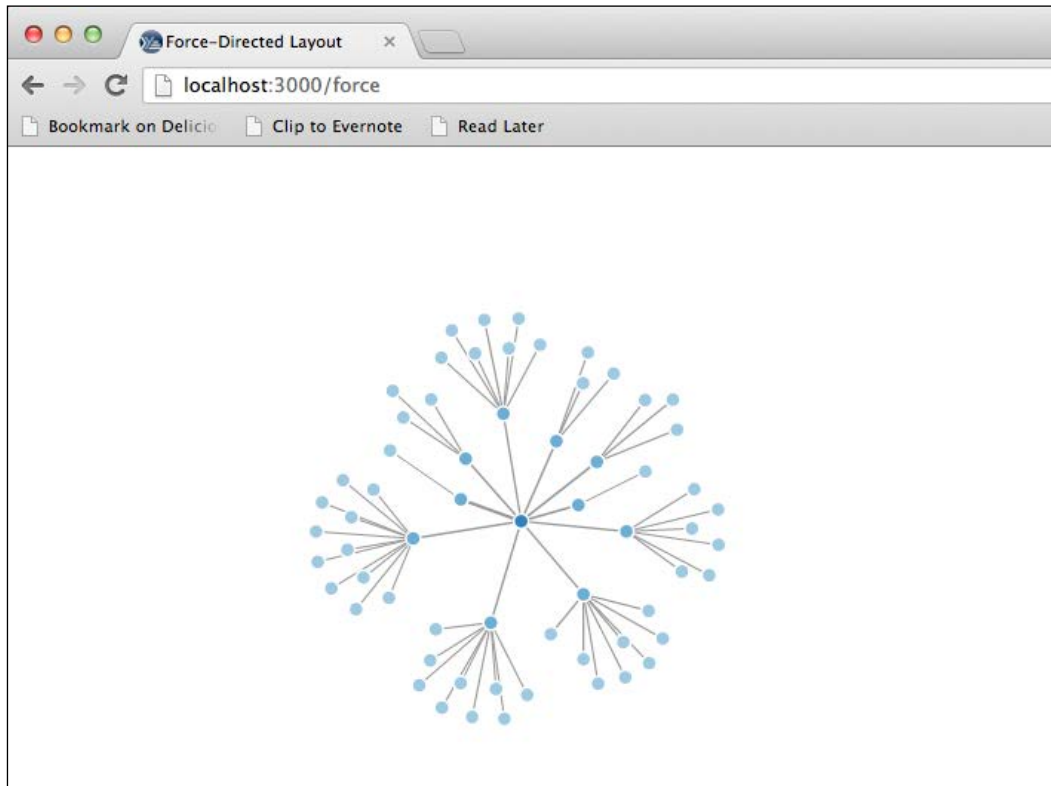 Force-Directed Layout
localhost:3000/force
Bookmark on Delicio
Clip to Evernote
Read Later